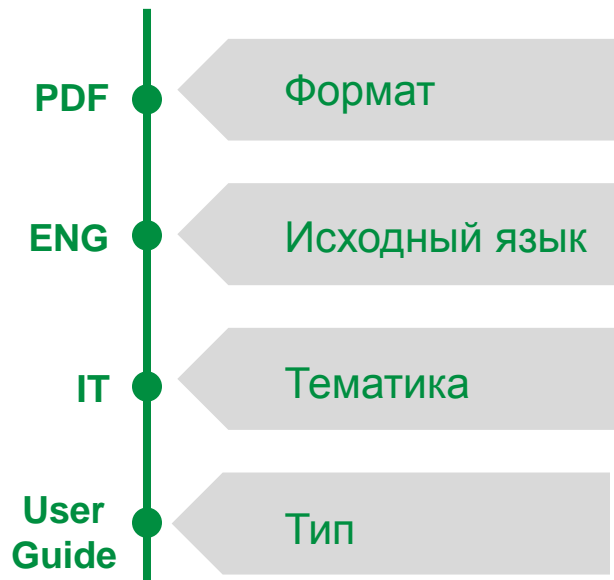 PDF
Формат
ENG
Исходный язык
IT
Тематика
User
Guide
Тип